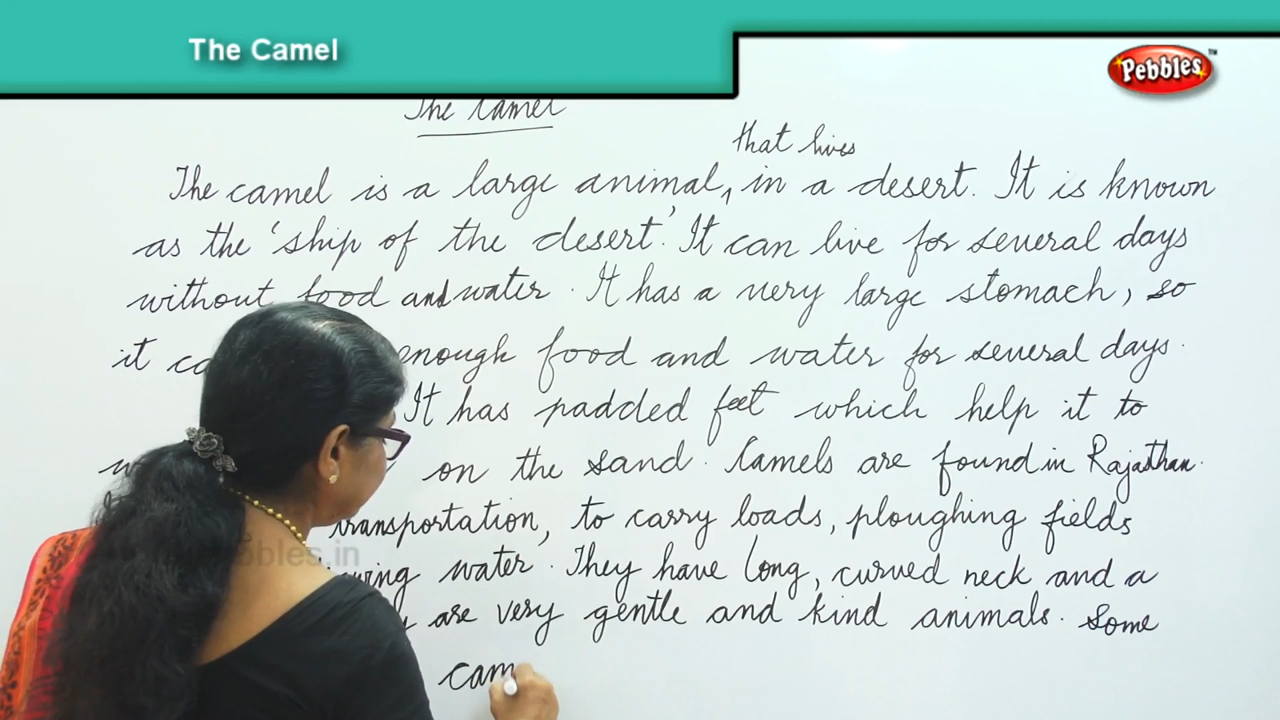 The Camel
Pebbles™
The Camel
that lives
The camel is a large animal, in a desert. It is known
as the 'ship of the desert.' It can live for several days
without food and water. It has a very large stomach, so
it enough food and water for several days.
It has padded feet which help it to
on the sand. Camels are found in Rajasthan.
transportation, to carry loads, ploughing fields
water. They have long, curved neck and a
are very gentle and kind animals. Some
cam